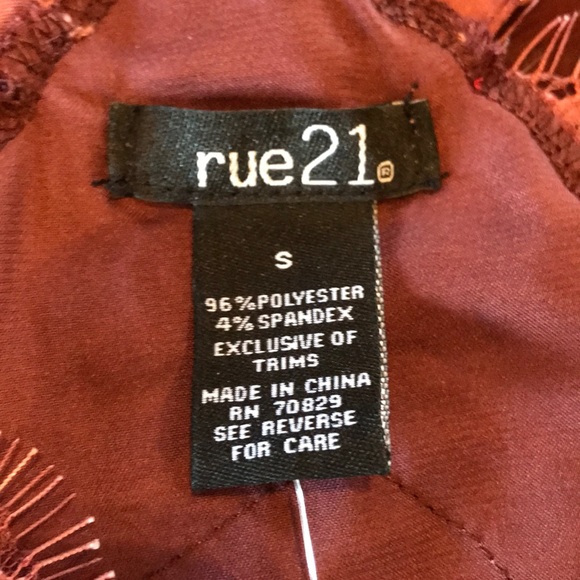 rue21®
S
96%POLYESTER
4%SPANDEX
EXCLUSIVE OF
TRIMS
MADE IN CHINA
RN 70829
SEE REVERSE
FOR CARE